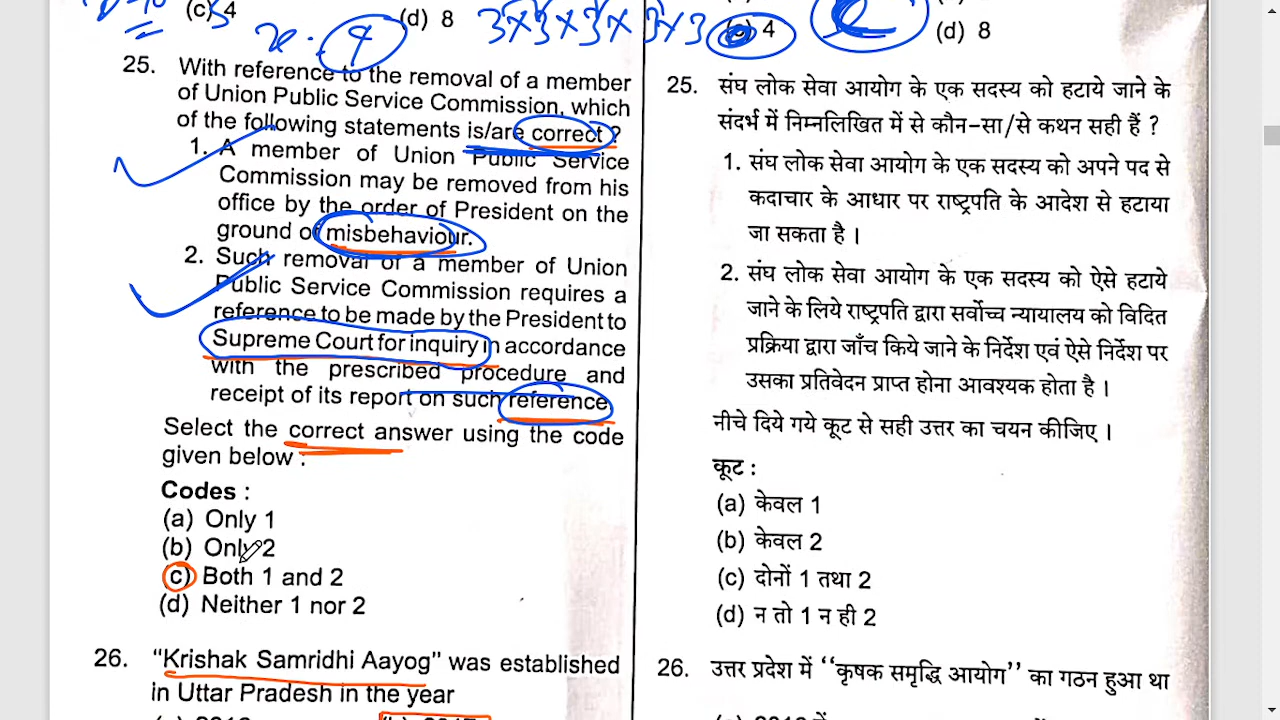 (c) 4
(d) 8
3x3x3x3x3
4
(d) 8
25. With reference to the removal of a member
of Union Public Service Commission, which
of the following statements is/are correct ?
1. A member of Union Public Service
Commission may be removed from his
office by the order of President on the
ground of misbehaviour.
2. Such removal of a member of Union
Public Service Commission requires a
reference to be made by the President to
Supreme Court for inquiry in accordance
with the prescribed procedure and
receipt of its report on such reference
Select the correct answer using the code
given below :
Codes :
(a) Only 1
(b) Only 2
(c) Both 1 and 2
(d) Neither 1 nor 2
26. “Krishak Samridhi Aayog” was established
in Uttar Pradesh in the year
25. संघ लोक सेवा आयोग के एक सदस्य को हटाये जाने के
संदर्भ में निम्नलिखित में से कौन-सा/से कथन सही हैं ?
1. संघ लोक सेवा आयोग के एक सदस्य को अपने पद से
कदाचार के आधार पर राष्ट्रपति के आदेश से हटाया
जा सकता है ।
2. संघ लोक सेवा आयोग के एक सदस्य को ऐसे हटाये
जाने के लिये राष्ट्रपति द्वारा सर्वोच्च न्यायालय को विदित
प्रक्रिया द्वारा जाँच किये जाने के निर्देश एवं ऐसे निर्देश पर
उसका प्रतिवेदन प्राप्त होना आवश्यक होता है ।
नीचे दिये गये कूट से सही उत्तर का चयन कीजिए ।
कूट :
(a) केवल 1
(b) केवल 2
(c) दोनों 1 तथा 2
(d) न तो 1 न ही 2
26. उत्तर प्रदेश में ‘‘कृषक समृद्धि आयोग’’ का गठन हुआ था